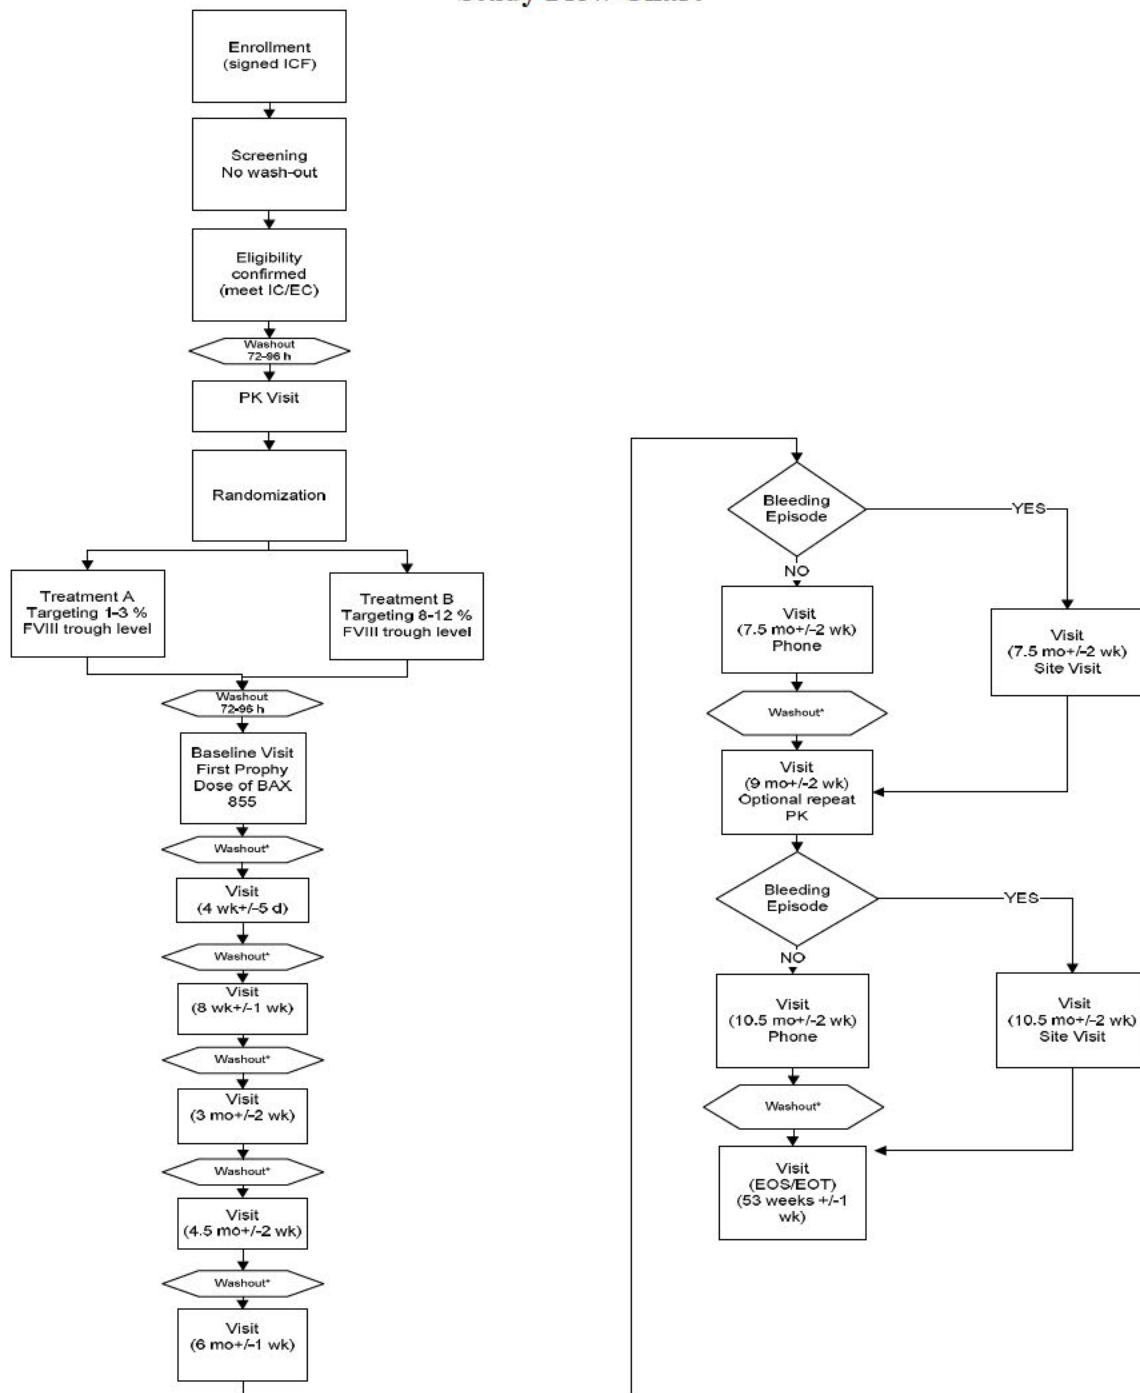 Enrollment
(signed ICF)
Screening
No wash-out
Eligibility
confirmed
(meet IC/EC)
Washout
72-96 h
PK Visit
Randomization
Treatment A
Targeting 1-3 %
FVIII trough level
Treatment B
Targeting 8-12 %
FVIII trough level
Washout
72-96 h
Baseline Visit
First Prophy
Dose of BAX
855
Washout*
Visit
(4 wk+/-5 d)
Washout*
Visit
(8 wk+/-1 wk)
Washout*
Visit
(3 mo+/-2 wk)
Washout*
Visit
(4.5 mo+/-2 wk)
Washout*
Visit
(6 mo+/-1 wk)
Bleeding
Episode
YES
NO
Visit
(7.5 mo+/-2 wk)
Phone
Visit
(7.5 mo+/-2 wk)
Site Visit
Washout*
Visit
(9 mo+/-2 wk)
Optional repeat
PK
Bleeding
Episode
YES
NO
Visit
(10.5 mo+/-2 wk)
Phone
Visit
(10.5 mo+/-2 wk)
Site Visit
Washout*
Visit
(EOS/EOT)
(53 weeks +/-1
wk)